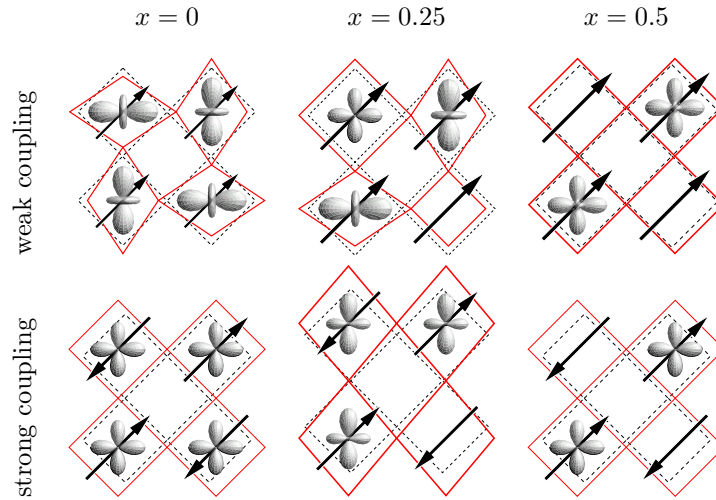 x = 0
x = 0.25
x = 0.5
weak coupling
strong coupling